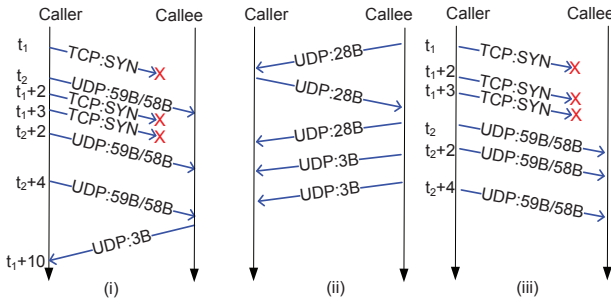 Caller Callee
t1 TCP:SYN X
t2 UDP:59B/58B
t1+2 TCP:SYN X
t1+3 TCP:SYN X
t2+2 UDP:59B/58B
t2+4 UDP:59B/58B
UDP:3B
t1+10
(i)
Caller Callee
UDP:28B
UDP:28B
UDP:28B
UDP:3B
UDP:3B
(ii)
Caller Callee
t1 TCP:SYN X
t1+2 TCP:SYN X
t1+3 TCP:SYN X
t2 UDP:59B/58B
t2+2 UDP:59B/58B
t2+4 UDP:59B/58B
(iii)